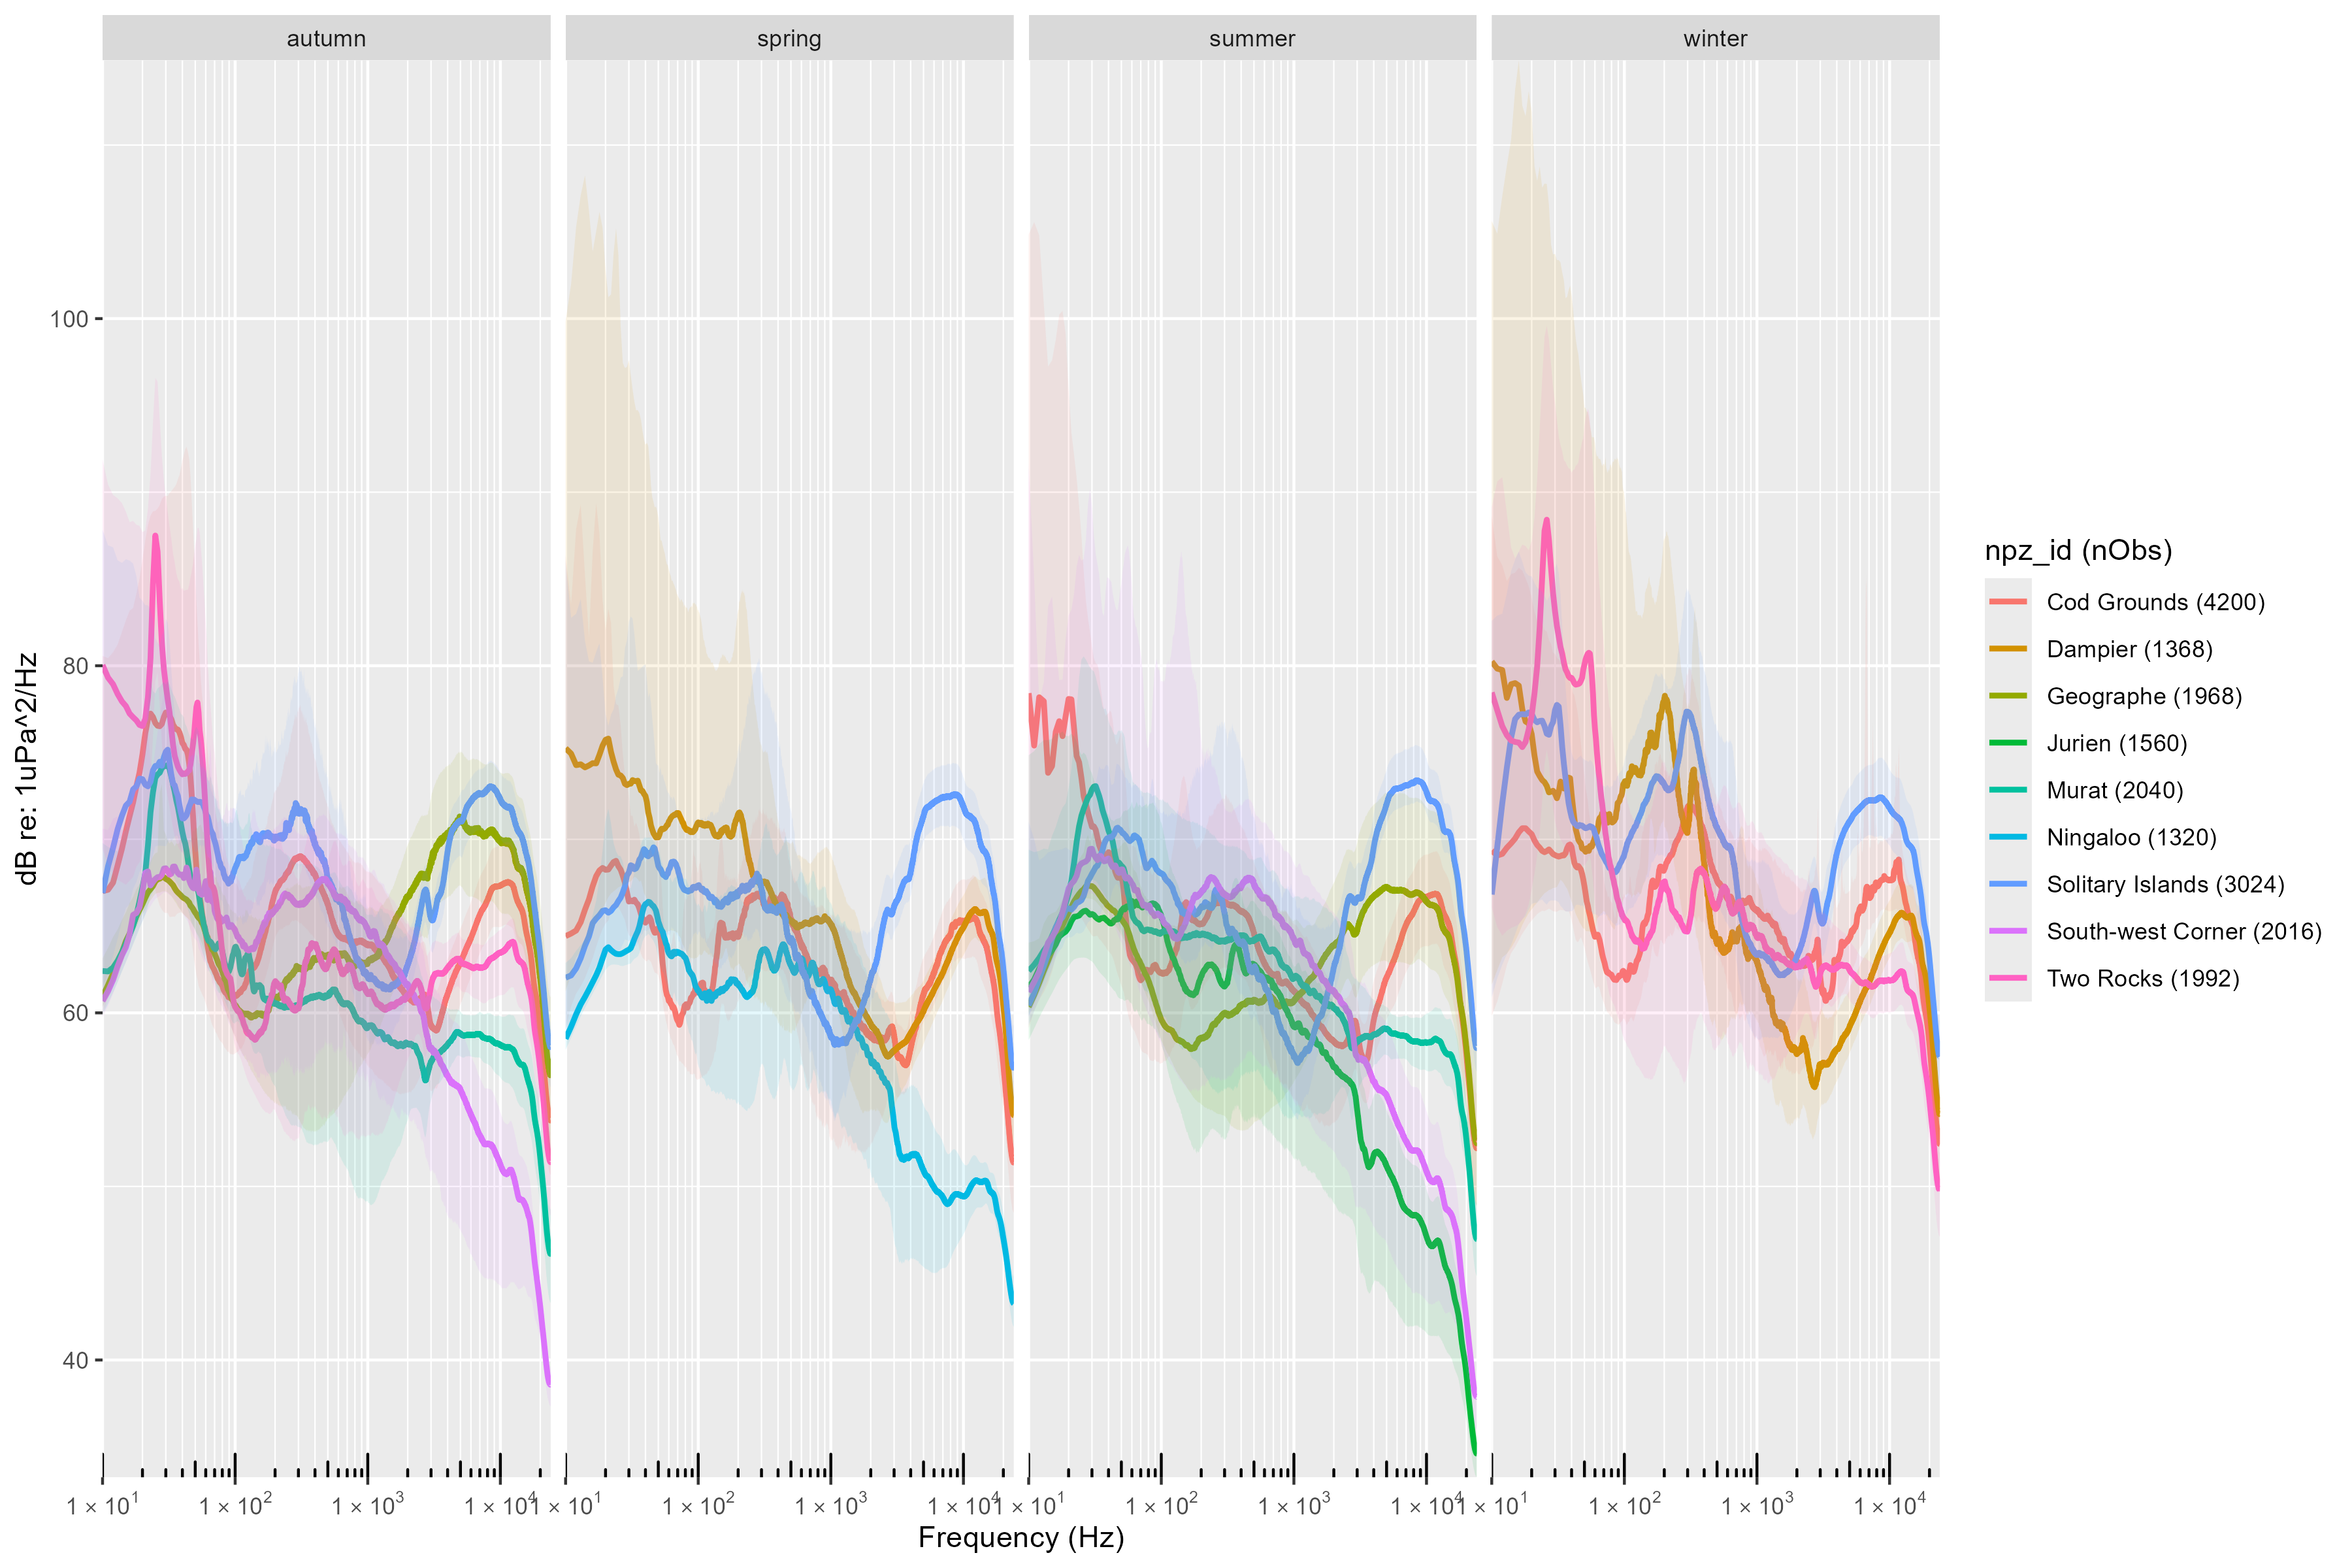 autumn spring summer winter
100
80
60
40
dB re: 1uPa^2/Hz
1 × 10¹ 1 × 10² 1 × 10³ 1 × 10⁴ 1 × 10¹ 1 × 10² 1 × 10³ 1 × 10⁴ 1 × 10¹ 1 × 10² 1 × 10³ 1 × 10⁴ 1 × 10¹ 1 × 10² 1 × 10³ 1 × 10⁴
Frequency (Hz)
npz_id (nObs)
Cod Grounds (4200)
Dampier (1368)
Geographe (1968)
Jurien (1560)
Murat (2040)
Ningaloo (1320)
Solitary Islands (3024)
South-west Corner (2016)
Two Rocks (1992)